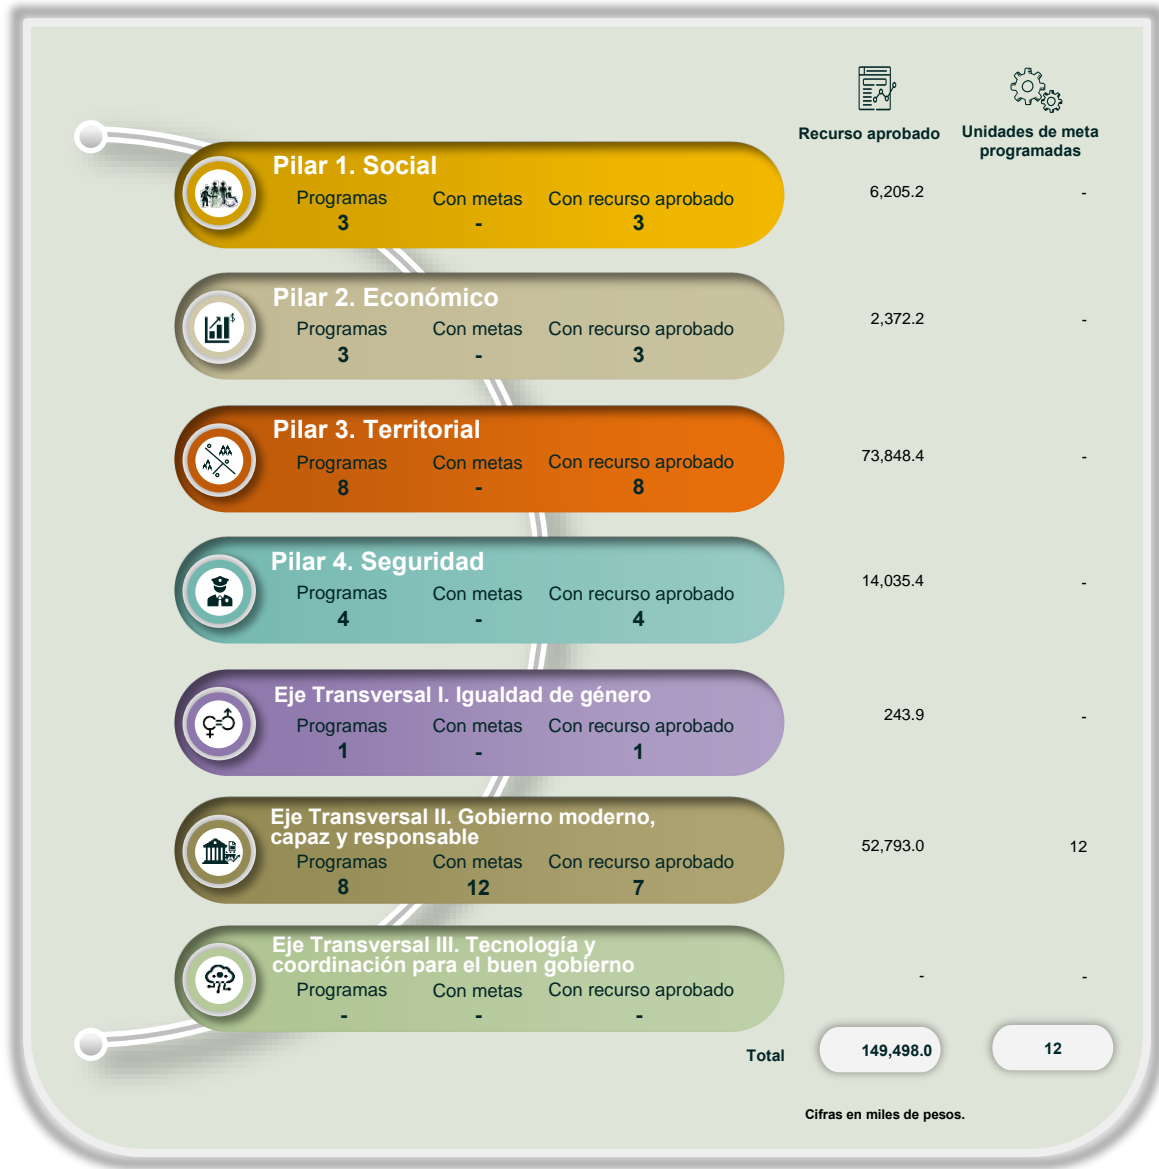 Recurso aprobado
Unidades de meta
programadas
Pilar 1. Social
Programas Con metas Con recurso aprobado
3 - 3
6,205.2 -
Pilar 2. Económico
Programas Con metas Con recurso aprobado
3 - 3
2,372.2 -
Pilar 3. Territorial
Programas Con metas Con recurso aprobado
8 - 8
73,848.4 -
Pilar 4. Seguridad
Programas Con metas Con recurso aprobado
4 - 4
14,035.4 -
Eje Transversal I. Igualdad de género
Programas Con metas Con recurso aprobado
1 - 1
243.9 -
Eje Transversal II. Gobierno moderno,
capaz y responsable
Programas Con metas Con recurso aprobado
8 12 7
52,793.0 12
Eje Transversal III. Tecnología y
coordinación para el buen gobierno
Programas Con metas Con recurso aprobado
- - -
- -
Total 149,498.0 12
Cifras en miles de pesos.